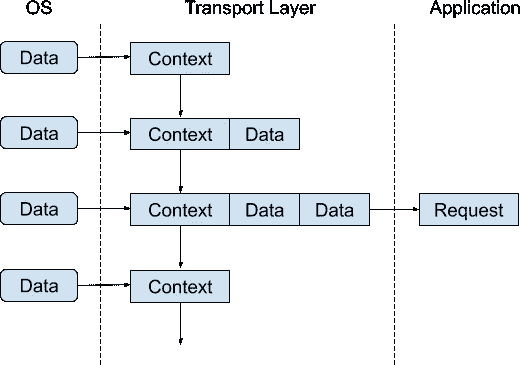 OS Transport Layer Application
Data Context
Data Context Data
Data Context Data Data Request
Data Context